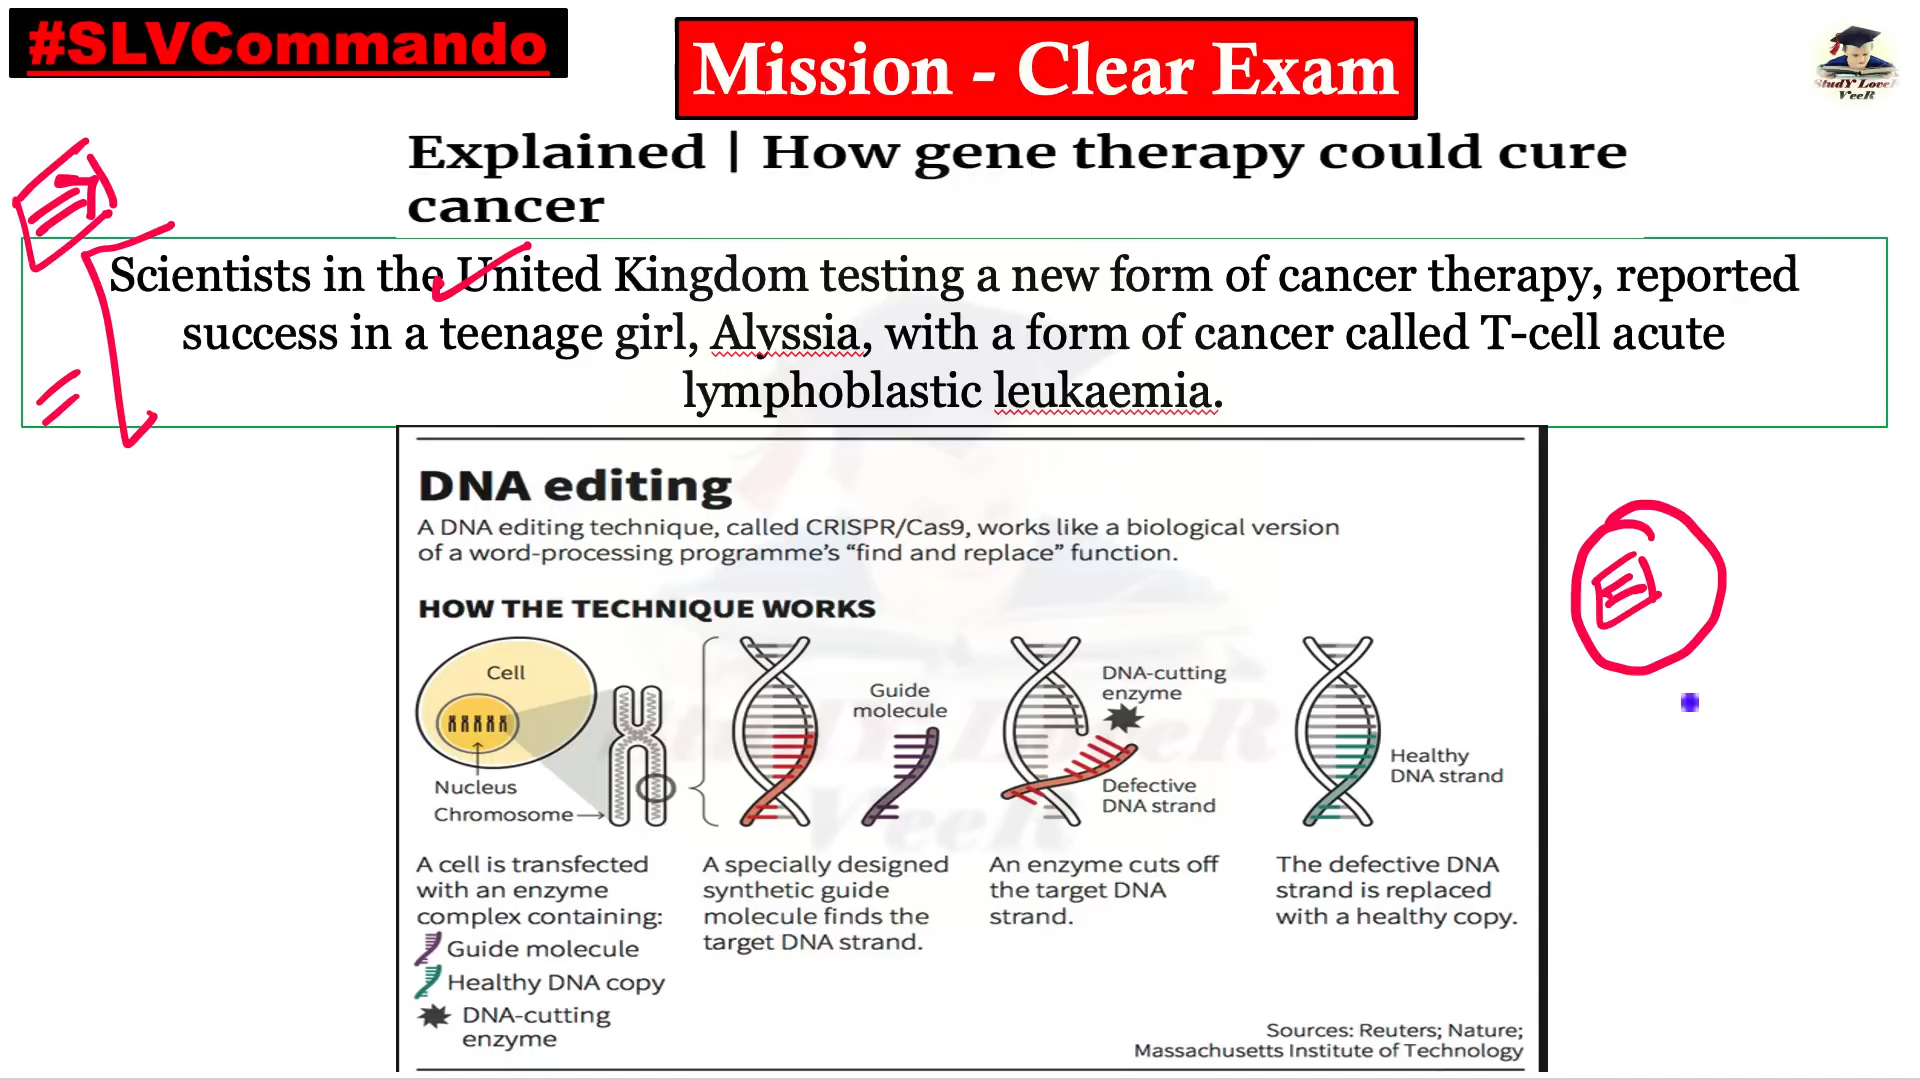 #SLVCommando
Mission - Clear Exam
StudY LoveR
VeeR
Explained | How gene therapy could cure
cancer
Scientists in the United Kingdom testing a new form of cancer therapy, reported
success in a teenage girl, Alyssia, with a form of cancer called T-cell acute
lymphoblastic leukaemia.
DNA editing
A DNA editing technique, called CRISPR/Cas9, works like a biological version
of a word-processing programme’s “find and replace” function.
HOW THE TECHNIQUE WORKS
Cell
Nucleus
Chromosome
Guide
molecule
DNA-cutting
enzyme
Defective
DNA strand
Healthy
DNA strand
A cell is transfected
with an enzyme
complex containing:
Guide molecule
Healthy DNA copy
DNA-cutting
enzyme
A specially designed
synthetic guide
molecule finds the
target DNA strand.
An enzyme cuts off
the target DNA
strand.
The defective DNA
strand is replaced
with a healthy copy.
Sources: Reuters; Nature;
Massachusetts Institute of Technology
StudY LoveR
VeeR